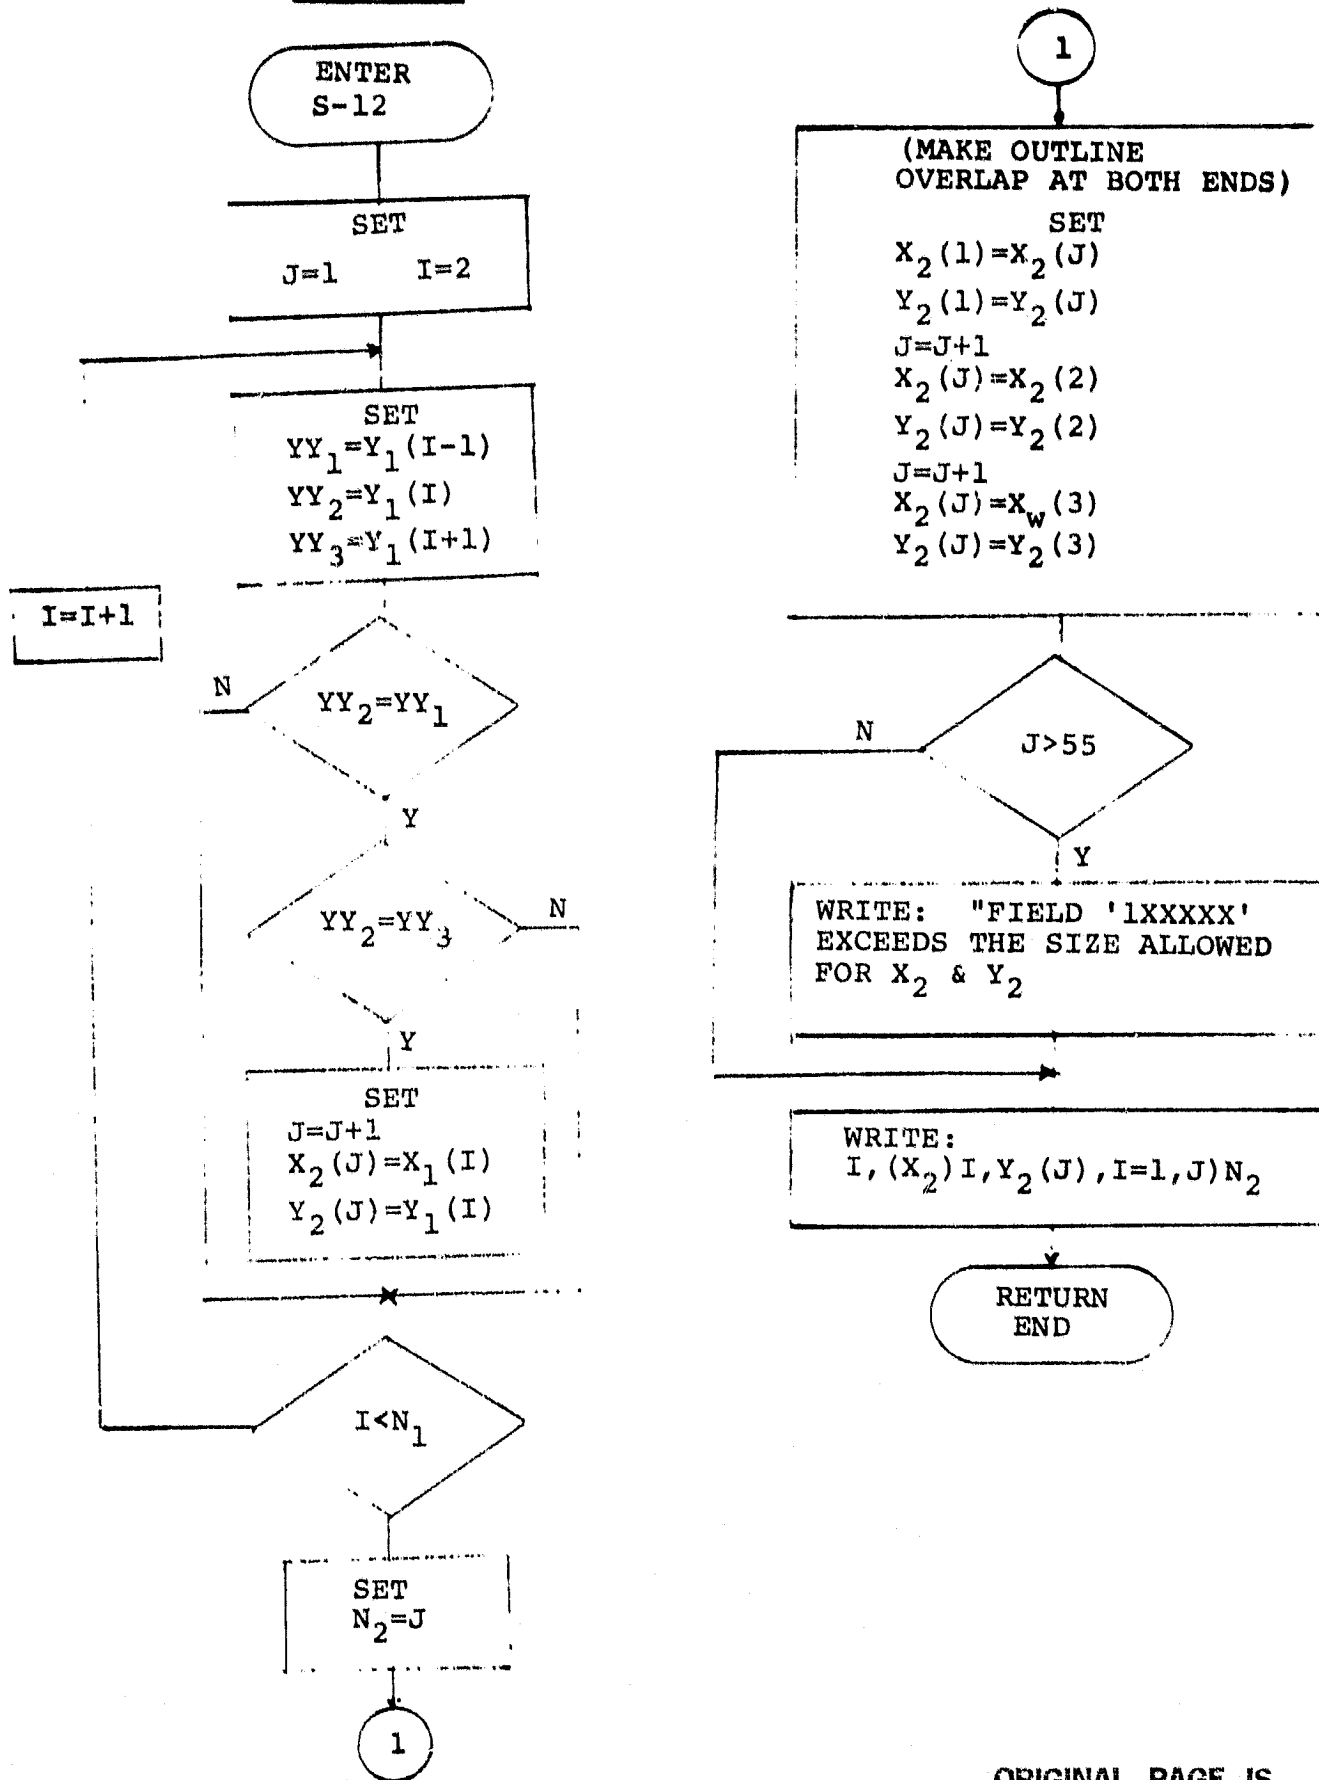 ENTER
S-12
SET
J=1 I=2
SET
YY1=Y1(I-1)
YY2=Y1(I)
YY3=Y1(I+1)
I=I+1
N
YY2=YY1
Y
YY2=YY3
N
Y
SET
J=J+1
X2(J)=X1(I)
Y2(J)=Y1(I)
I<N1
SET
N2=J
1
1
(MAKE OUTLINE
OVERLAP AT BOTH ENDS)
SET
X2(1)=X2(J)
Y2(1)=Y2(J)
J=J+1
X2(J)=X2(2)
Y2(J)=Y2(2)
J=J+1
X2(J)=Xw(3)
Y2(J)=Y2(3)
N
J>55
Y
WRITE: "FIELD '1XXXXX'
EXCEEDS THE SIZE ALLOWED
FOR X2 & Y2
WRITE:
I,(X2)I,Y2(J),I=1,J)N2
RETURN
END
ORIGINAL PAGE IS